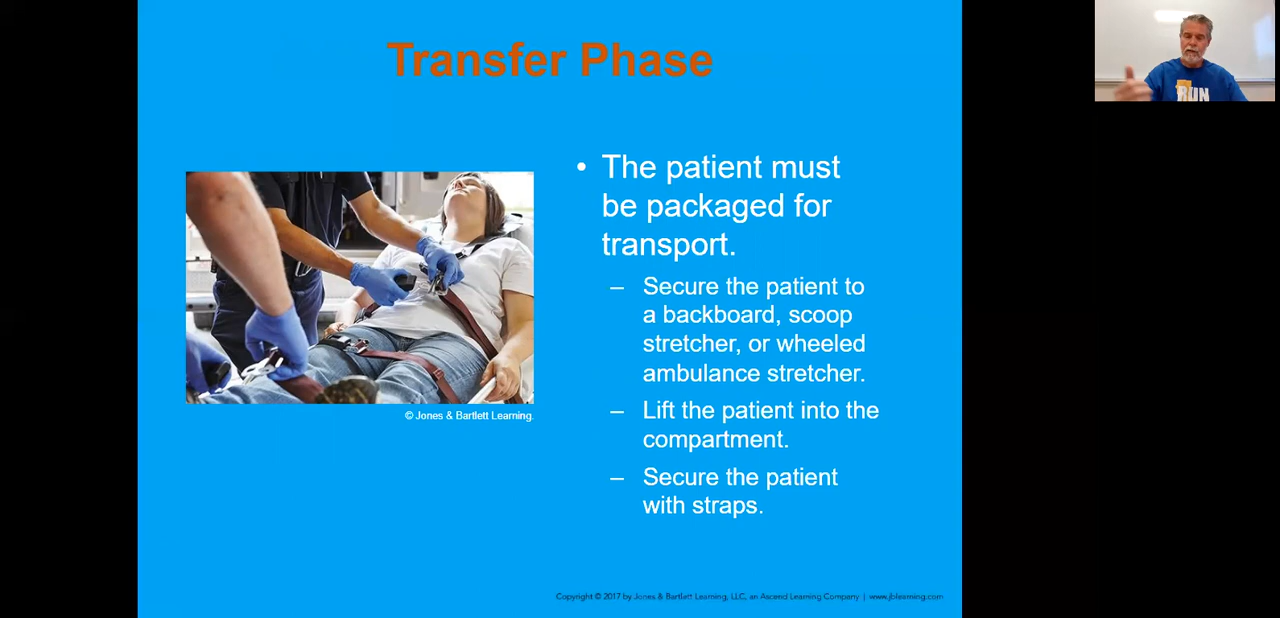 Transfer Phase
• The patient must
be packaged for
transport.
– Secure the patient to
a backboard, scoop
stretcher, or wheeled
ambulance stretcher.
– Lift the patient into the
compartment.
– Secure the patient
with straps.
© Jones & Bartlett Learning.
Copyright © 2017 by Jones & Bartlett Learning, LLC, an Ascend Learning Company | www.jblearning.com
RUN